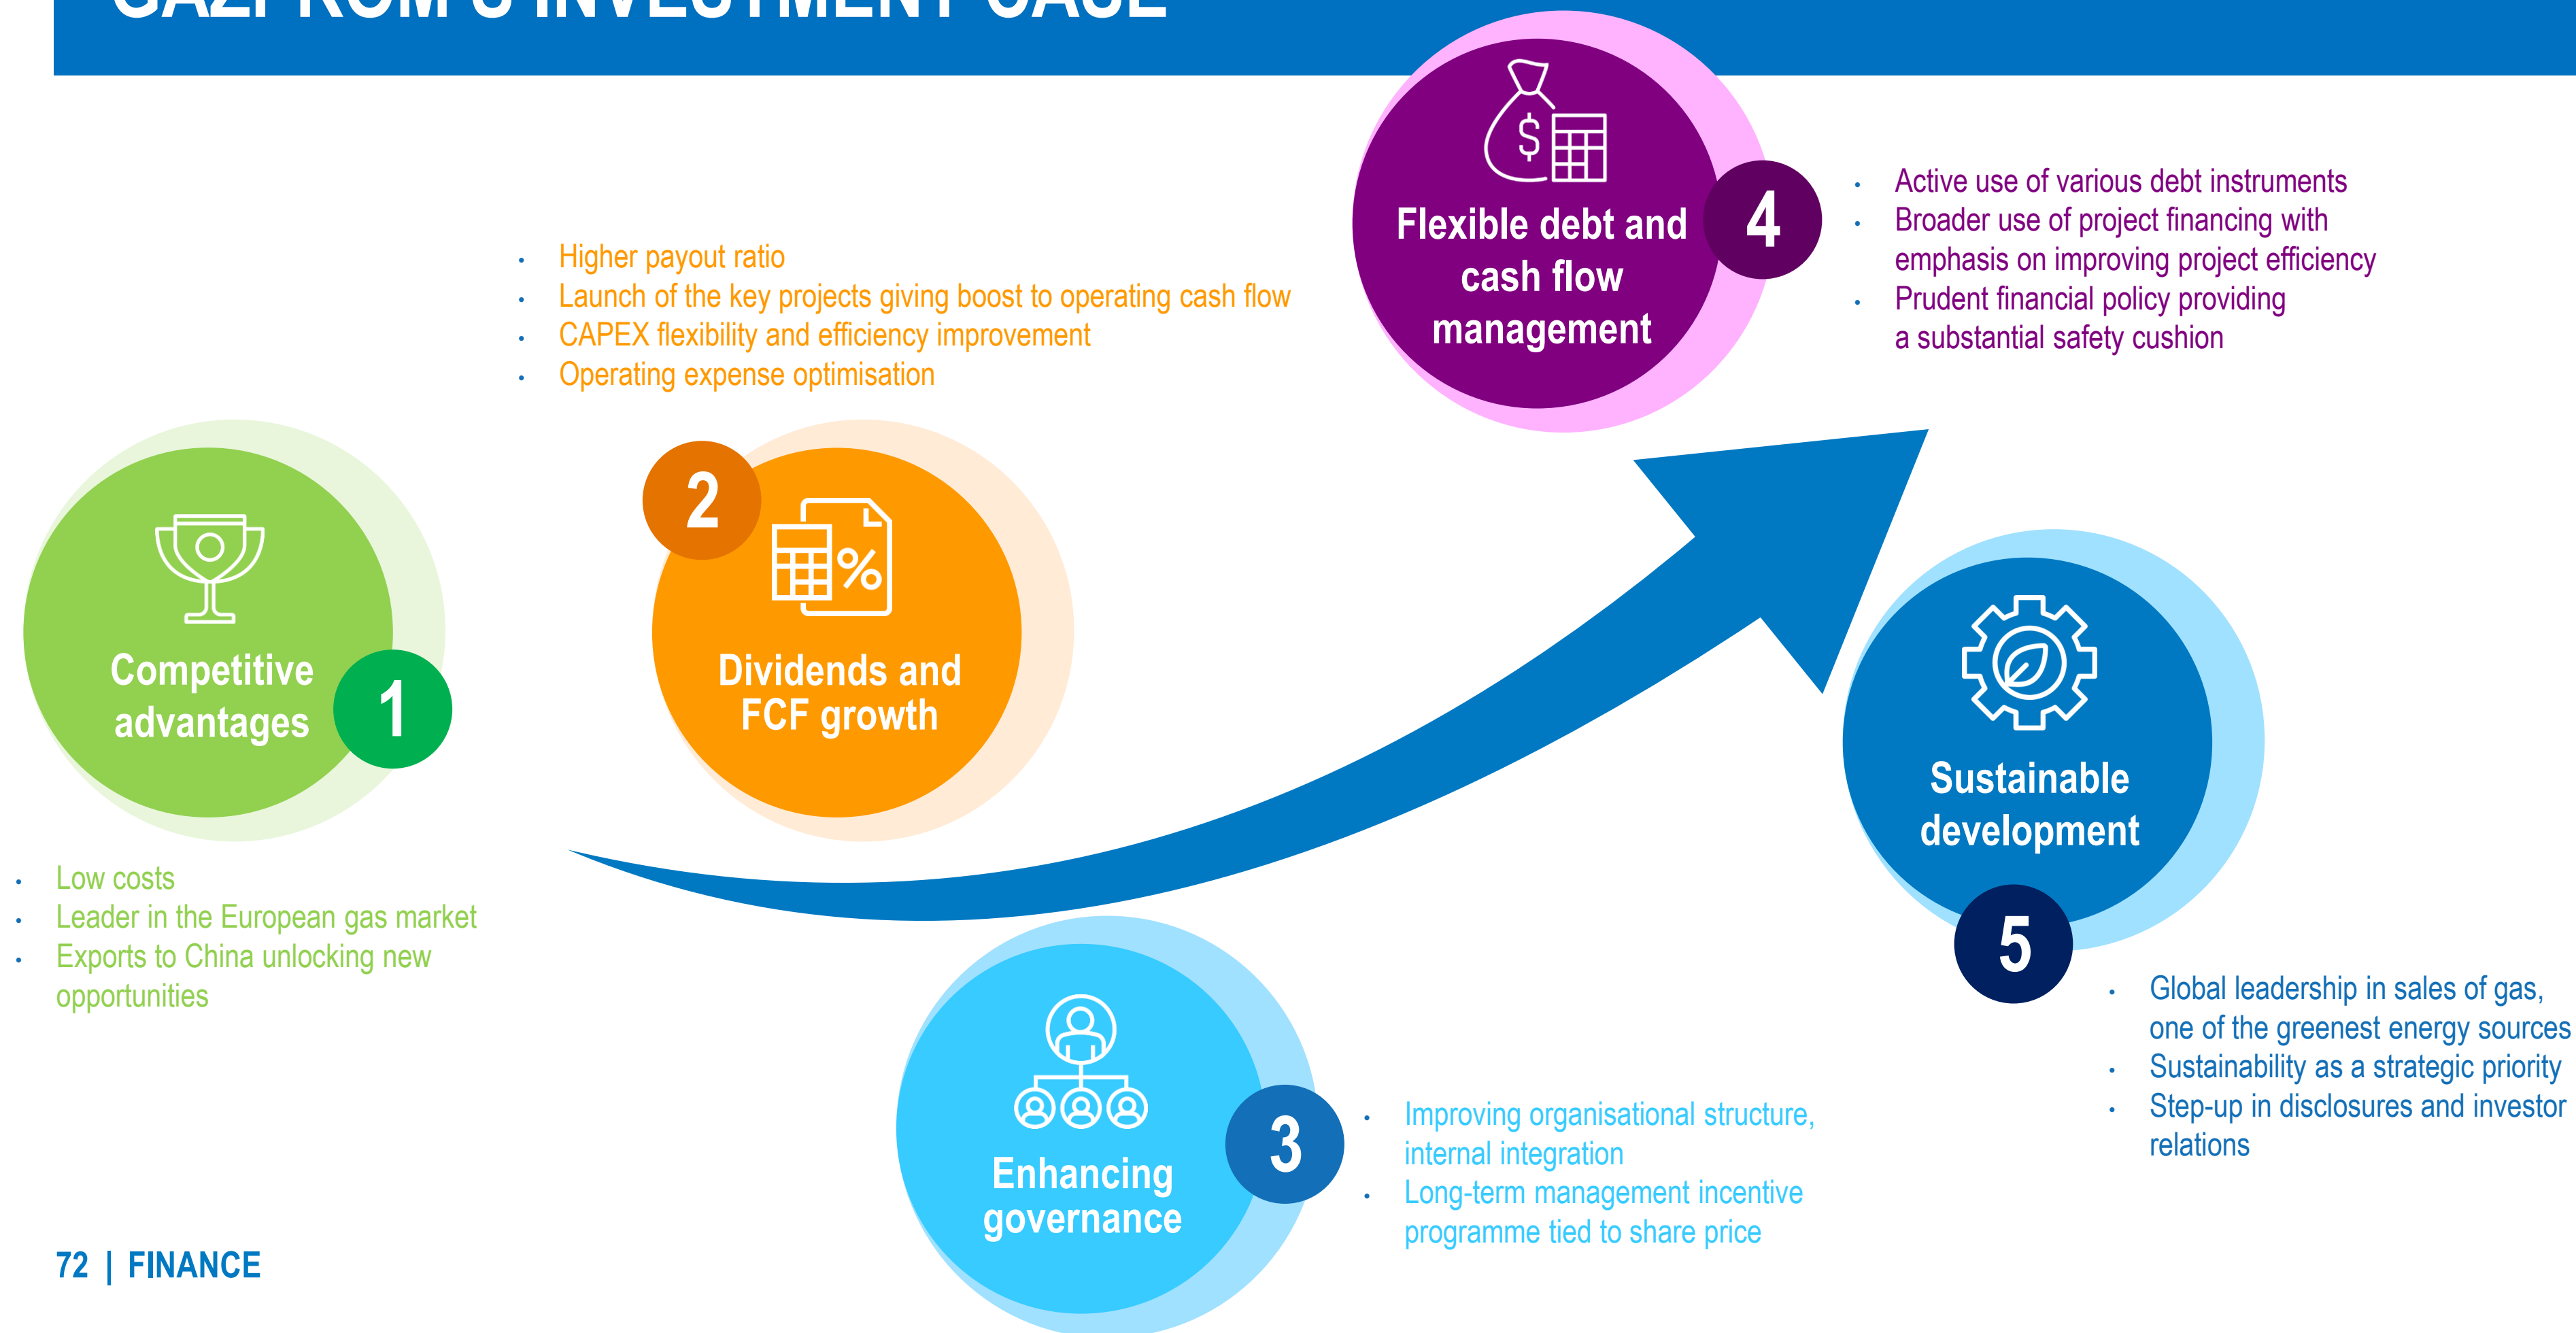 GAZPROM'S INVESTMENT CASE
Competitive
advantages
1
• Low costs
• Leader in the European gas market
• Exports to China unlocking new
opportunities
• Higher payout ratio
• Launch of the key projects giving boost to operating cash flow
• CAPEX flexibility and efficiency improvement
• Operating expense optimisation
2
%
Dividends and
FCF growth
Enhancing
governance
3
• Improving organisational structure,
internal integration
• Long-term management incentive
programme tied to share price
$
Flexible debt and
cash flow
management
4
• Active use of various debt instruments
• Broader use of project financing with
emphasis on improving project efficiency
• Prudent financial policy providing
a substantial safety cushion
Sustainable
development
5
• Global leadership in sales of gas,
one of the greenest energy sources
• Sustainability as a strategic priority
• Step-up in disclosures and investor
relations
72 | FINANCE